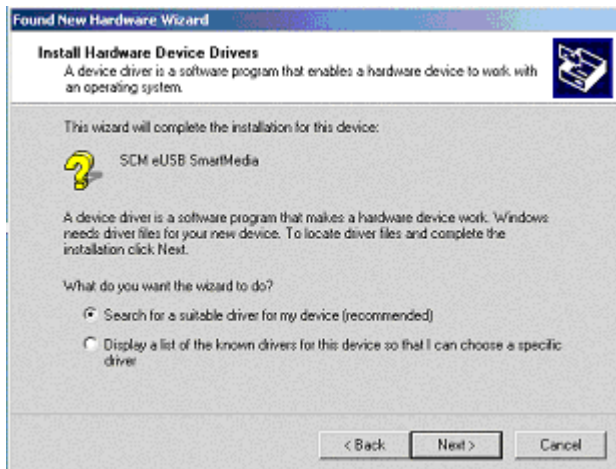 Found New Hardware Wizard
Install Hardware Device Drivers
A device driver is a software program that enables a hardware device to work with
an operating system.
This wizard will complete the installation for this device:
SCM eUSB SmartMedia
A device driver is a software program that makes a hardware device work. Windows
needs driver files for your new device. To locate driver files and complete the
installation click Next.
What do you want the wizard to do?
Search for a suitable driver for my device (recommended)
Display a list of the known drivers for this device so that I can choose a specific
driver
< Back Next > Cancel